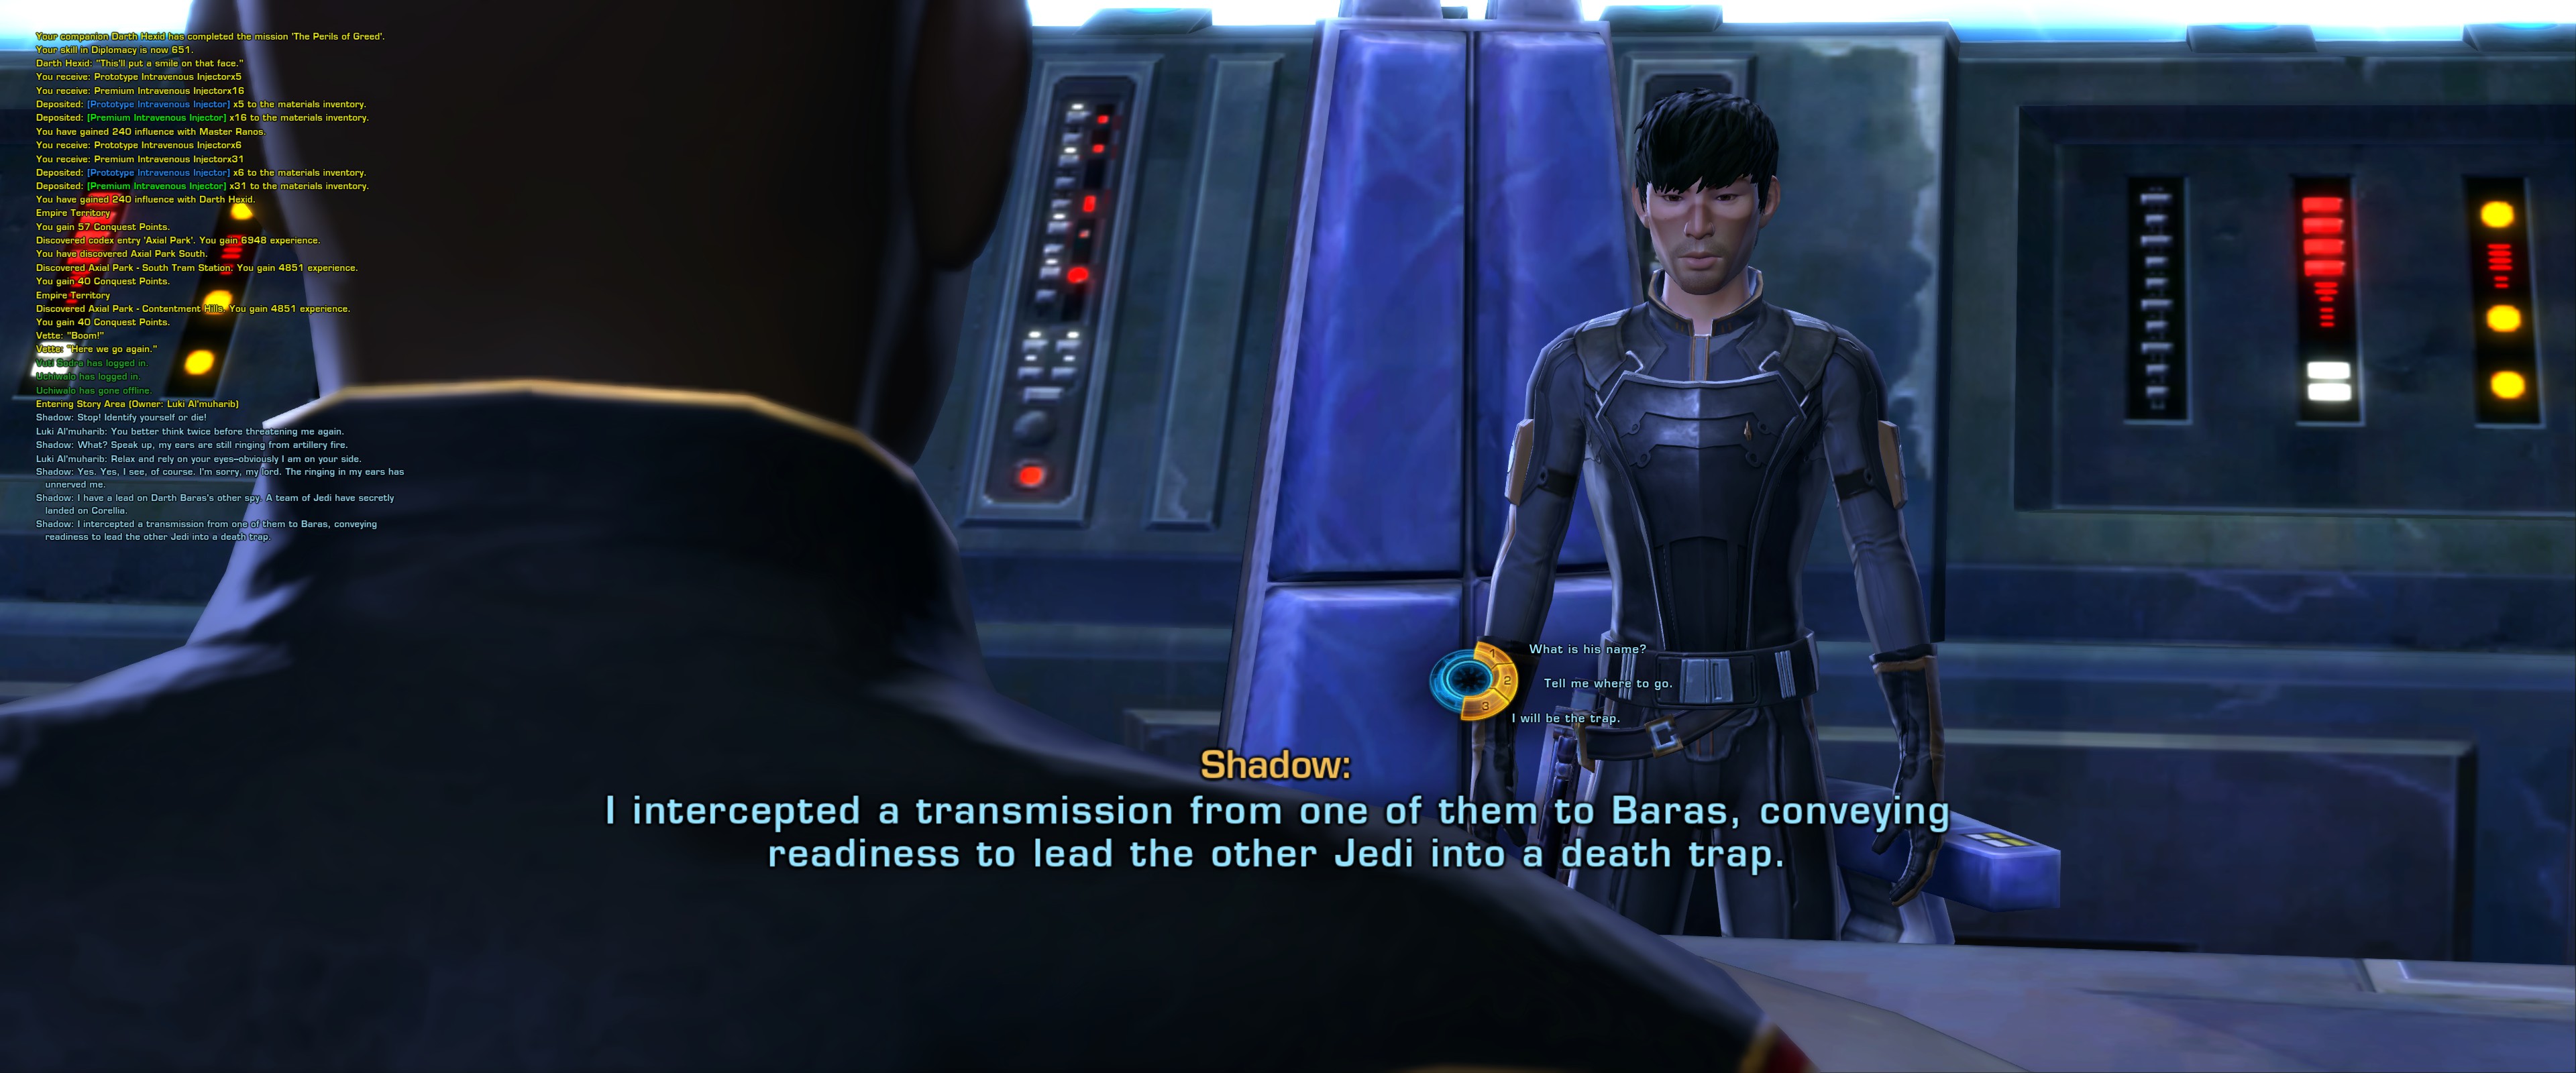 Your companion Darth Hexid has completed the mission 'The Perils of Greed'.
Your skill in Diplomacy is now 651.
Darth Hexid: "This'll put a smile on that face."
You receive: Prototype Intravenous Injectorx5
You receive: Premium Intravenous Injectorx16
Deposited: [Prototype Intravenous Injector] x5 to the materials inventory.
Deposited: [Premium Intravenous Injector] x16 to the materials inventory.
You have gained 240 influence with Master Ranos.
You receive: Prototype Intravenous Injectorx6
You receive: Premium Intravenous Injectorx31
Deposited: [Prototype Intravenous Injector] x6 to the materials inventory.
Deposited: [Premium Intravenous Injector] x31 to the materials inventory.
You have gained 240 influence with Darth Hexid.
Empire Territory
You gain 57 Conquest Points.
Discovered codex entry 'Axial Park'. You gain 6948 experience.
You have discovered Axial Park South.
Discovered Axial Park - South Tram Station. You gain 4851 experience.
You gain 40 Conquest Points.
Empire Territory
Discovered Axial Park - Contentment Hills. You gain 4851 experience.
You gain 40 Conquest Points.
Vette: "Boom!"
Vette: "Here we go again."
has logged in.
Uchiwalo has logged in.
Uchiwalo has gone offline.
Entering Story Area (Owner: Luki Al'muharib)
Shadow: Stop! Identify yourself or die!
Luki Al'muharib: You better think twice before threatening me again.
Shadow: What? Speak up, my ears are still ringing from artillery fire.
Luki Al'muharib: Relax and rely on your eyes–obviously I am on your side.
Shadow: Yes. Yes, I see, of course. I'm sorry, my lord. The ringing in my ears has
unnerved me.
Shadow: I have a lead on Darth Baras's other spy. A team of Jedi have secretly
landed on Corellia.
Shadow: I intercepted a transmission from one of them to Baras, conveying
readiness to lead the other Jedi into a death trap.
1 What is his name?
2 Tell me where to go.
3 I will be the trap.
Shadow:
I intercepted a transmission from one of them to Baras, conveying
readiness to lead the other Jedi into a death trap.